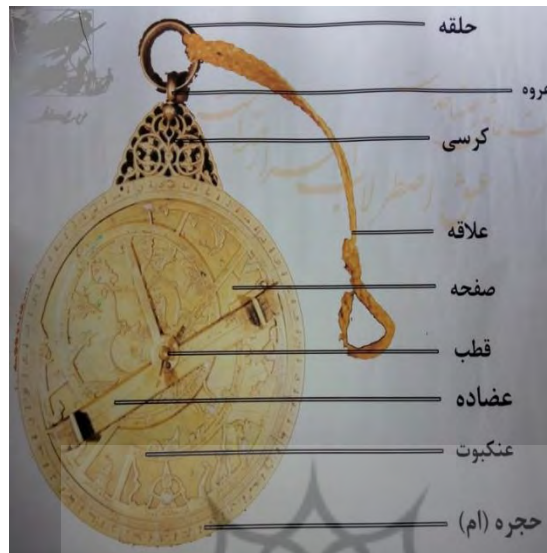 حلقه
عروه
کرسی
علاقه
صفحه
قطب
عضاده
عنکبوت
حجره (ام)